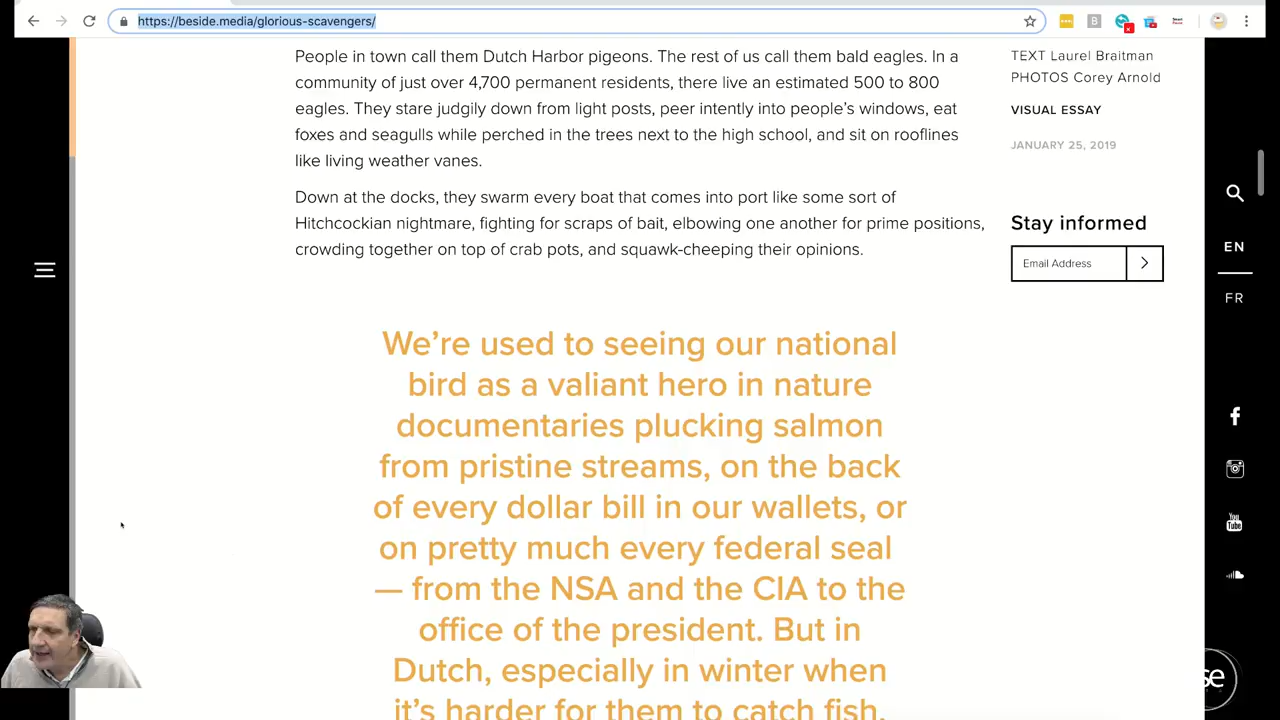 https://beside.media/glorious-scavengers/
People in town call them Dutch Harbor pigeons. The rest of us call them bald eagles. In a
community of just over 4,700 permanent residents, there live an estimated 500 to 800
eagles. They stare judgily down from light posts, peer intently into people’s windows, eat
foxes and seagulls while perched in the trees next to the high school, and sit on rooflines
like living weather vanes.
Down at the docks, they swarm every boat that comes into port like some sort of
Hitchcockian nightmare, fighting for scraps of bait, elbowing one another for prime positions,
crowding together on top of crab pots, and squawk-cheeping their opinions.
We’re used to seeing our national
bird as a valiant hero in nature
documentaries plucking salmon
from pristine streams, on the back
of every dollar bill in our wallets, or
on pretty much every federal seal
— from the NSA and the CIA to the
office of the president. But in
Dutch, especially in winter when
it’s harder for them to catch fish,
TEXT Laurel Braitman
PHOTOS Corey Arnold
VISUAL ESSAY
JANUARY 25, 2019
Stay informed
Email Address
EN
FR
You
Tube
se
B